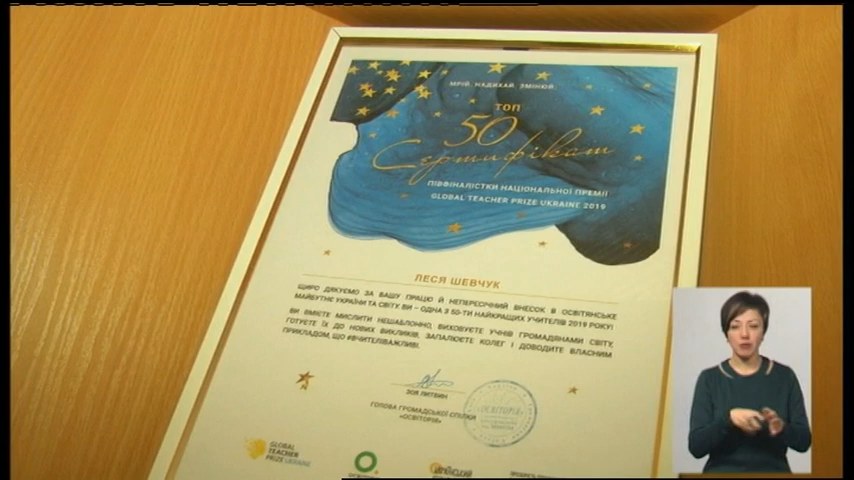 МРІЙ. НАДИХАЙ. ЗМІНЮЙ.
ТОП
50
Сертифікат
ПІВФІНАЛІСТКИ НАЦІОНАЛЬНОЇ ПРЕМІЇ
GLOBAL TEACHER PRIZE UKRAINE 2019
ЛЕСЯ ШЕВЧУК
ЩИРО ДЯКУЄМО ЗА ВАШУ ПРАЦЮ Й НЕПЕРЕСІЧНИЙ ВНЕСОК В ОСВІТЯНСЬКЕ
МАЙБУТНЄ УКРАЇНИ ТА СВІТУ. ВИ – ОДНА З 50-ТИ НАЙКРАЩИХ УЧИТЕЛІВ 2019 РОКУ!
ВИ ВМІЄТЕ МИСЛИТИ НЕШАБЛОННО, ВИХОВУЄТЕ УЧНІВ ГРОМАДЯНАМИ СВІТУ,
ГОТУЄТЕ ЇХ ДО НОВИХ ВИКЛИКІВ, ЗАПАЛЮЄТЕ КОЛЕГ І ДОВОДИТЕ ВЛАСНИМ
ПРИКЛАДОМ, ЩО #ВЧИТЕЛІВАЖЛИВІ.
ЗОЯ ЛИТВИН
ГОЛОВА ГРОМАДСЬКОЇ СПІЛКИ
«ОСВІТОРІЯ»
ОСВІТОРІЯ
GLOBAL
TEACHER
PRIZE UKRAINE